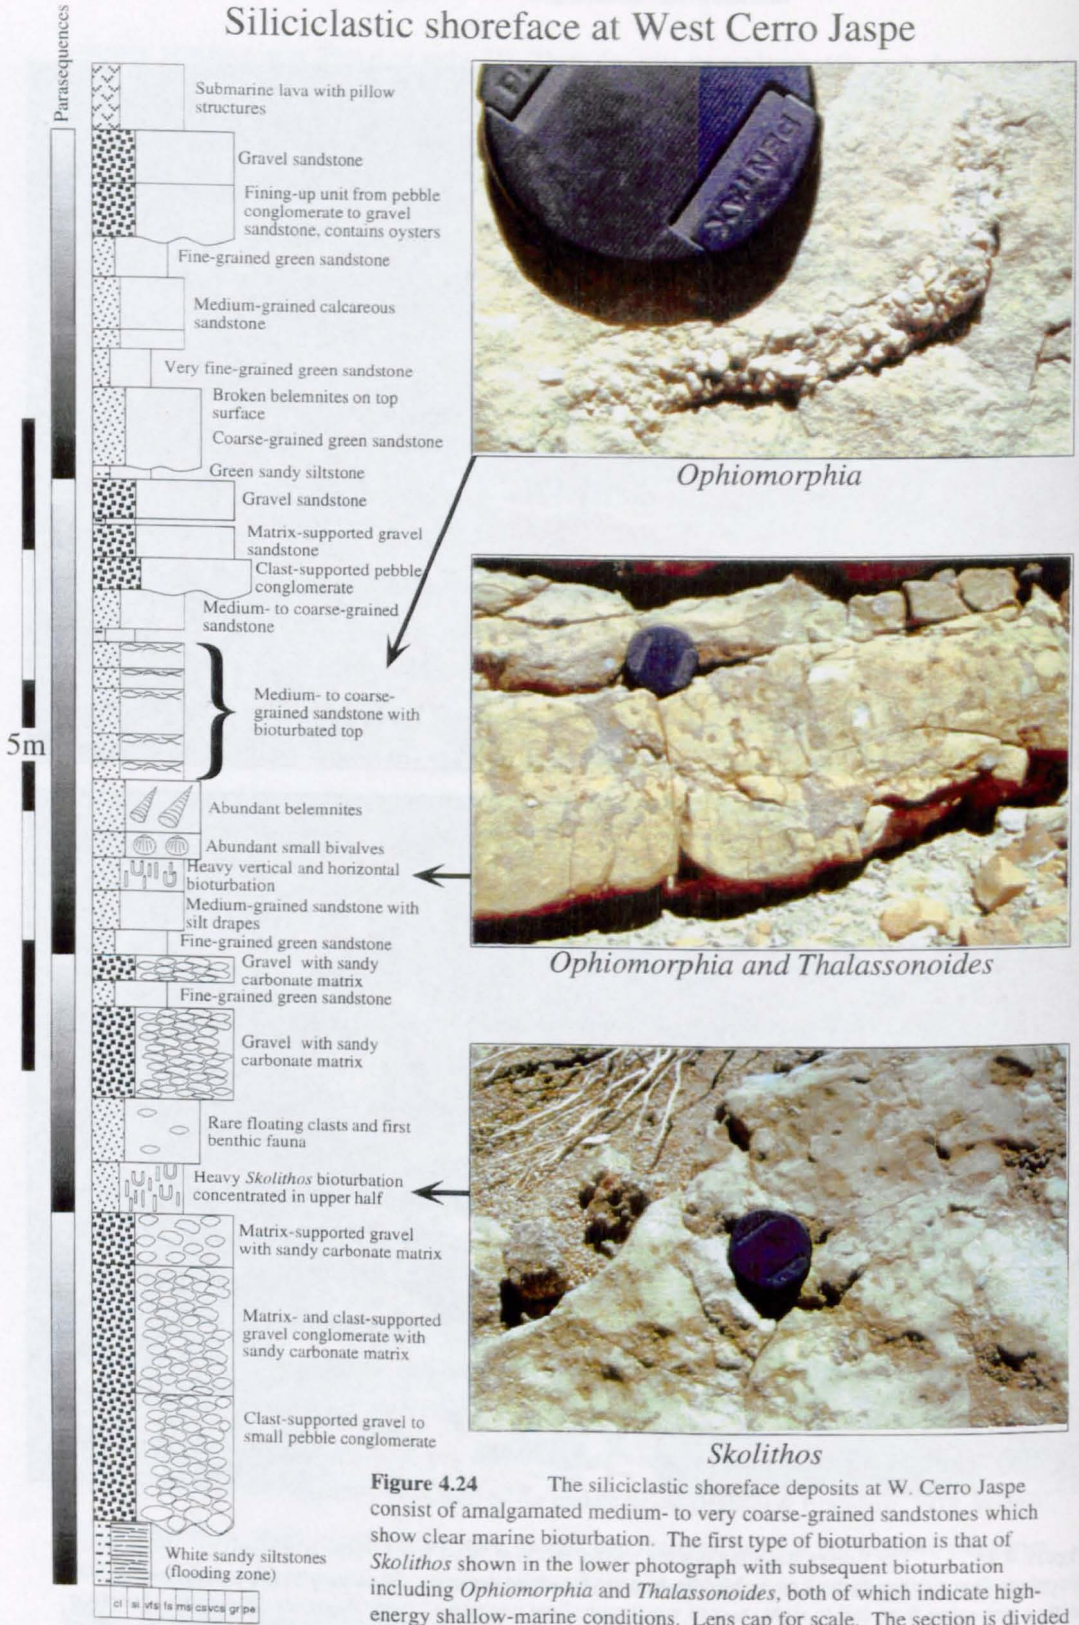 Siliciclastic shoreface at West Cerro Jaspe
Parasequences
Submarine lava with pillow
structures
Gravel sandstone
Fining-up unit from pebble
conglomerate to gravel
sandstone, contains oysters
Fine-grained green sandstone
Medium-grained calcareous
sandstone
Very fine-grained green sandstone
Broken belemnites on top
surface
Coarse-grained green sandstone
Green sandy siltstone
Gravel sandstone
Matrix-supported gravel
sandstone
Clast-supported pebble
conglomerate
Medium- to coarse-grained
sandstone
Medium- to coarse-
grained sandstone with
bioturbated top
5m
Abundant belemnites
Abundant small bivalves
Heavy vertical and horizontal
bioturbation
Medium-grained sandstone with
silt drapes
Fine-grained green sandstone
Gravel with sandy
carbonate matrix
Fine-grained green sandstone
Gravel with sandy
carbonate matrix
Rare floating clasts and first
benthic fauna
Heavy Skolithos bioturbation
concentrated in upper half
Matrix-supported gravel
with sandy carbonate matrix
Matrix- and clast-supported
gravel conglomerate with
sandy carbonate matrix
Clast-supported gravel to
small pebble conglomerate
White sandy siltstones
(flooding zone)
cl si vfs fs ms cs vcs gr pe
PENTAX
Ophiomorphia
Ophiomorphia and Thalassonoides
Skolithos
Figure 4.24 The siliciclastic shoreface deposits at W. Cerro Jaspe
consist of amalgamated medium- to very coarse-grained sandstones which
show clear marine bioturbation. The first type of bioturbation is that of
Skolithos shown in the lower photograph with subsequent bioturbation
including Ophiomorphia and Thalassonoides, both of which indicate high-
energy shallow-marine conditions. Lens cap for scale. The section is divided